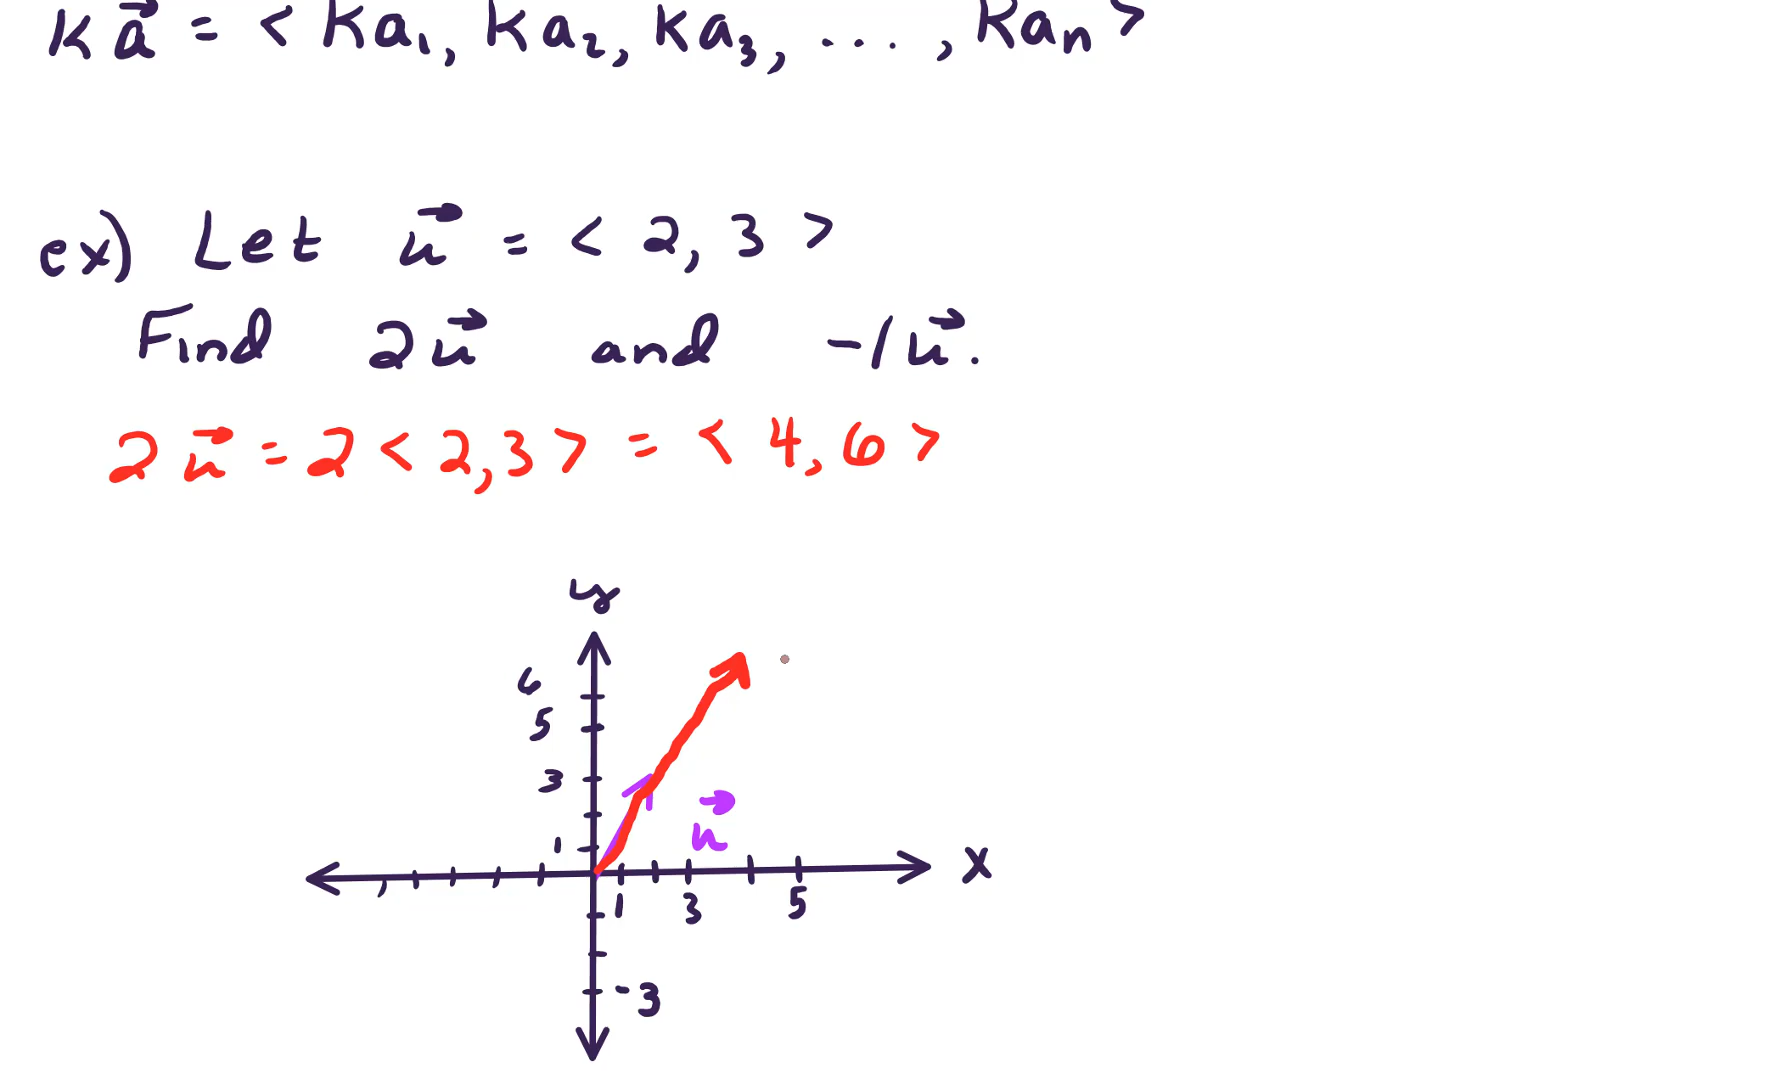 k a⃗ = < ka₁, ka₂, ka₃, ..., kaₙ >
ex) Let u⃗ = < 2, 3 >
Find 2u⃗ and -1u⃗.
2u⃗ = 2 < 2, 3 > = < 4, 6 >
y
6
5
3
u⃗
1
x
1 3 5
-3